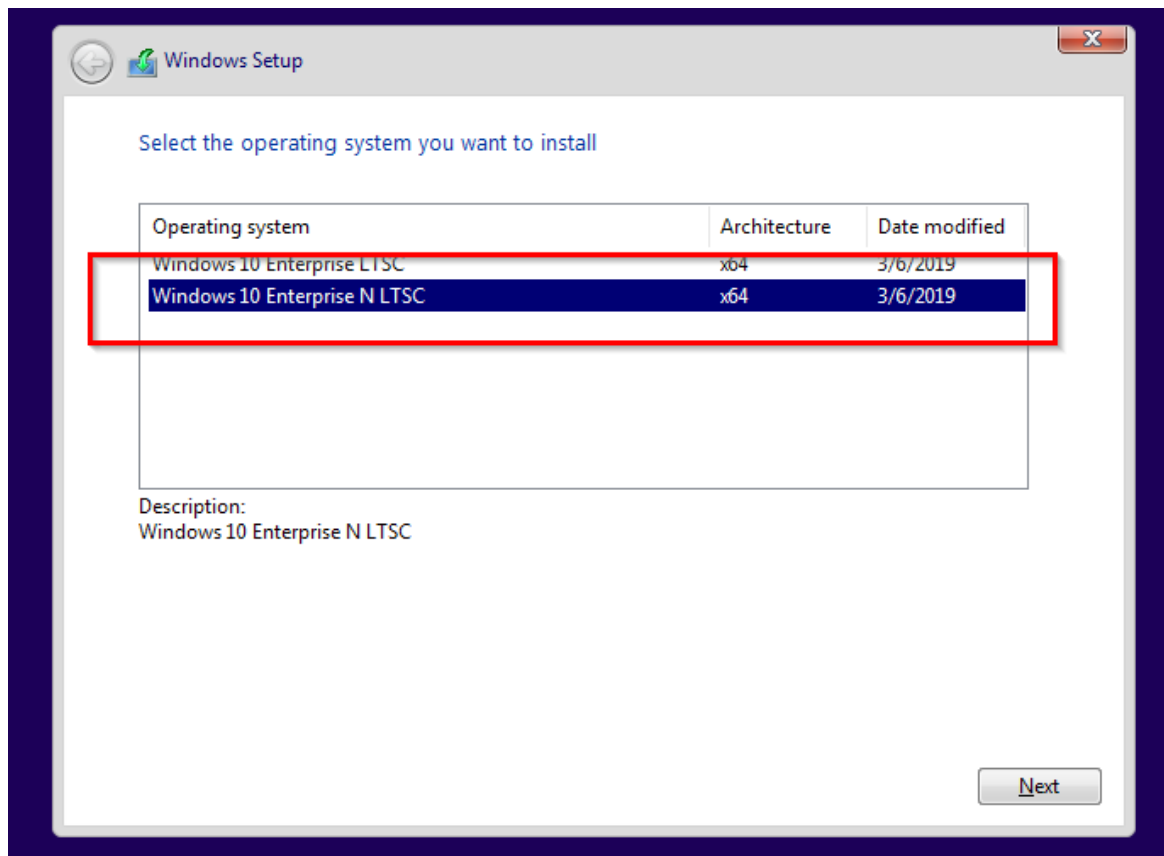 Windows Setup
Select the operating system you want to install
Operating system Architecture Date modified
Windows 10 Enterprise LTSC x64 3/6/2019
Windows 10 Enterprise N LTSC x64 3/6/2019
Description:
Windows 10 Enterprise N LTSC
Next